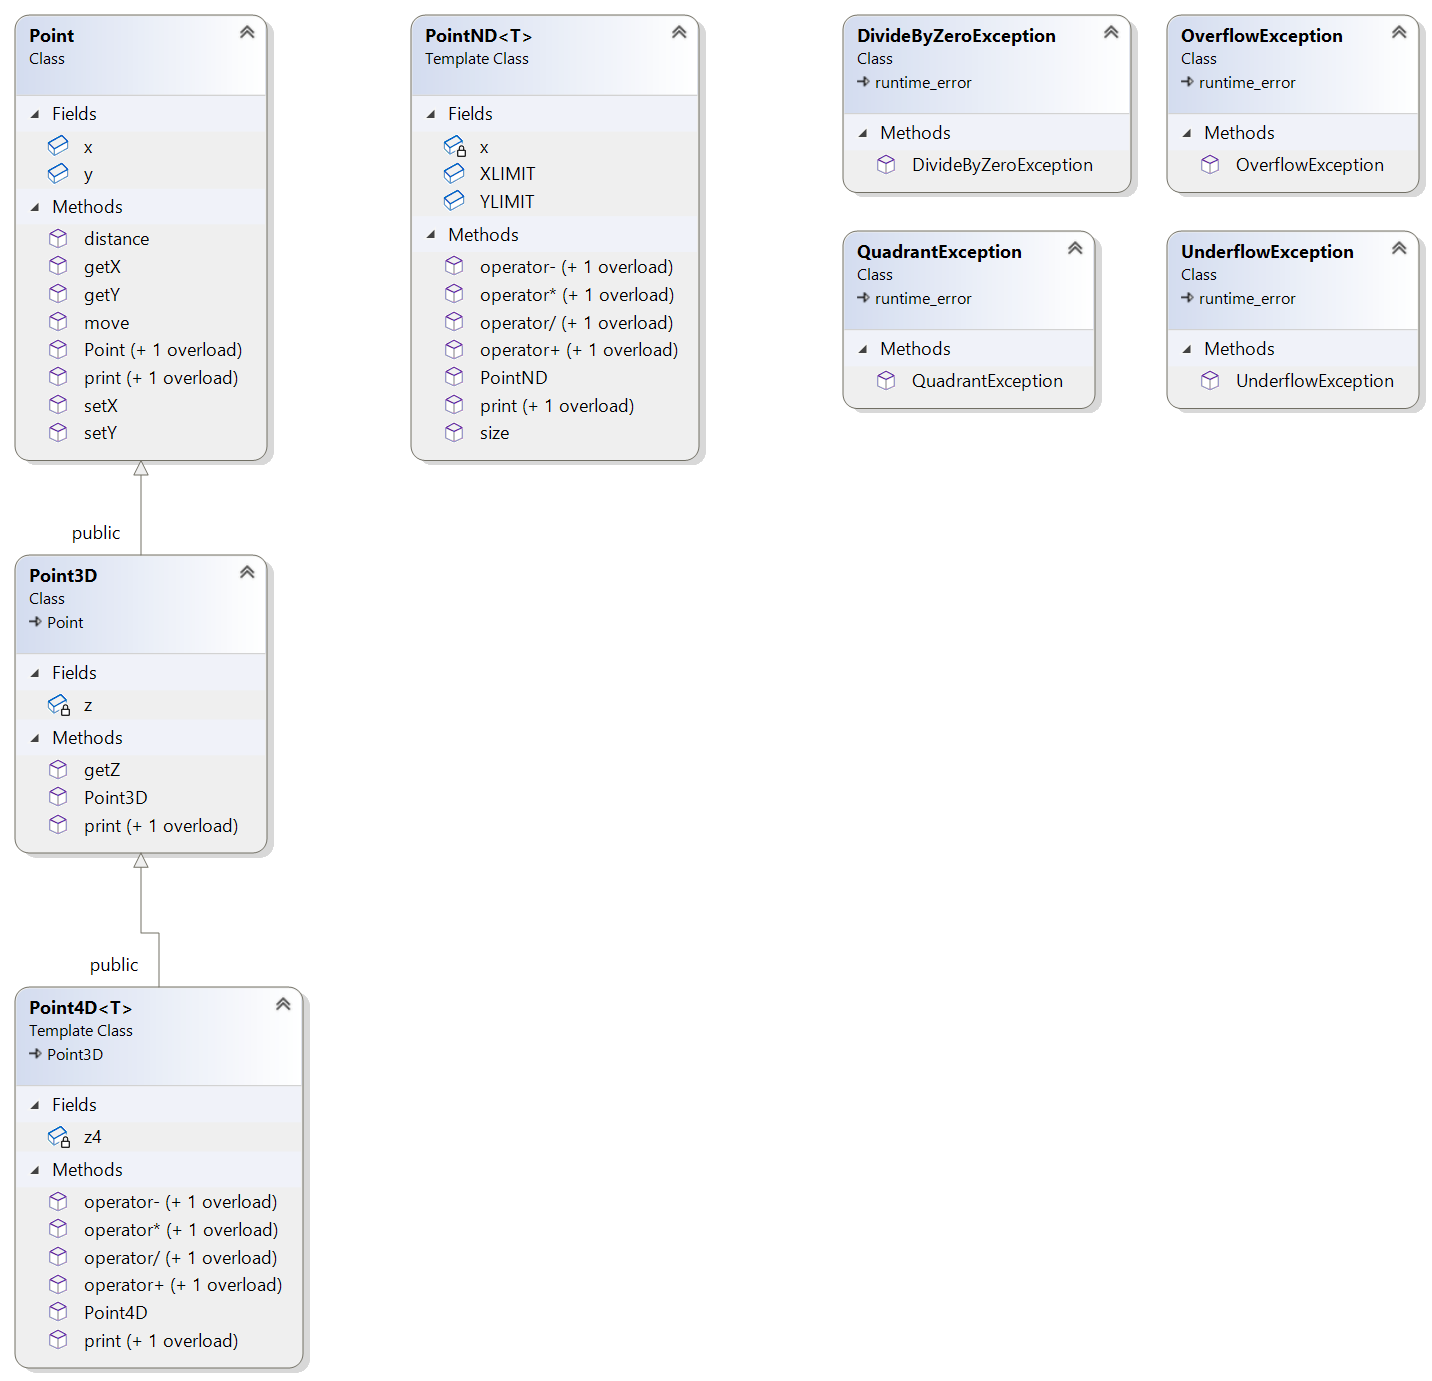 Point
Class
Fields
x
y
Methods
distance
getX
getY
move
Point (+ 1 overload)
print (+ 1 overload)
setX
setY
public
Point3D
Class
Point
Fields
z
Methods
getZ
Point3D
print (+ 1 overload)
public
Point4D<T>
Template Class
Point3D
Fields
z4
Methods
operator- (+ 1 overload)
operator* (+ 1 overload)
operator/ (+ 1 overload)
operator+ (+ 1 overload)
Point4D
print (+ 1 overload)
PointND<T>
Template Class
Fields
x
XLIMIT
YLIMIT
Methods
operator- (+ 1 overload)
operator* (+ 1 overload)
operator/ (+ 1 overload)
operator+ (+ 1 overload)
PointND
print (+ 1 overload)
size
DivideByZeroException
Class
runtime_error
Methods
DivideByZeroException
OverflowException
Class
runtime_error
Methods
OverflowException
QuadrantException
Class
runtime_error
Methods
QuadrantException
UnderflowException
Class
runtime_error
Methods
UnderflowException